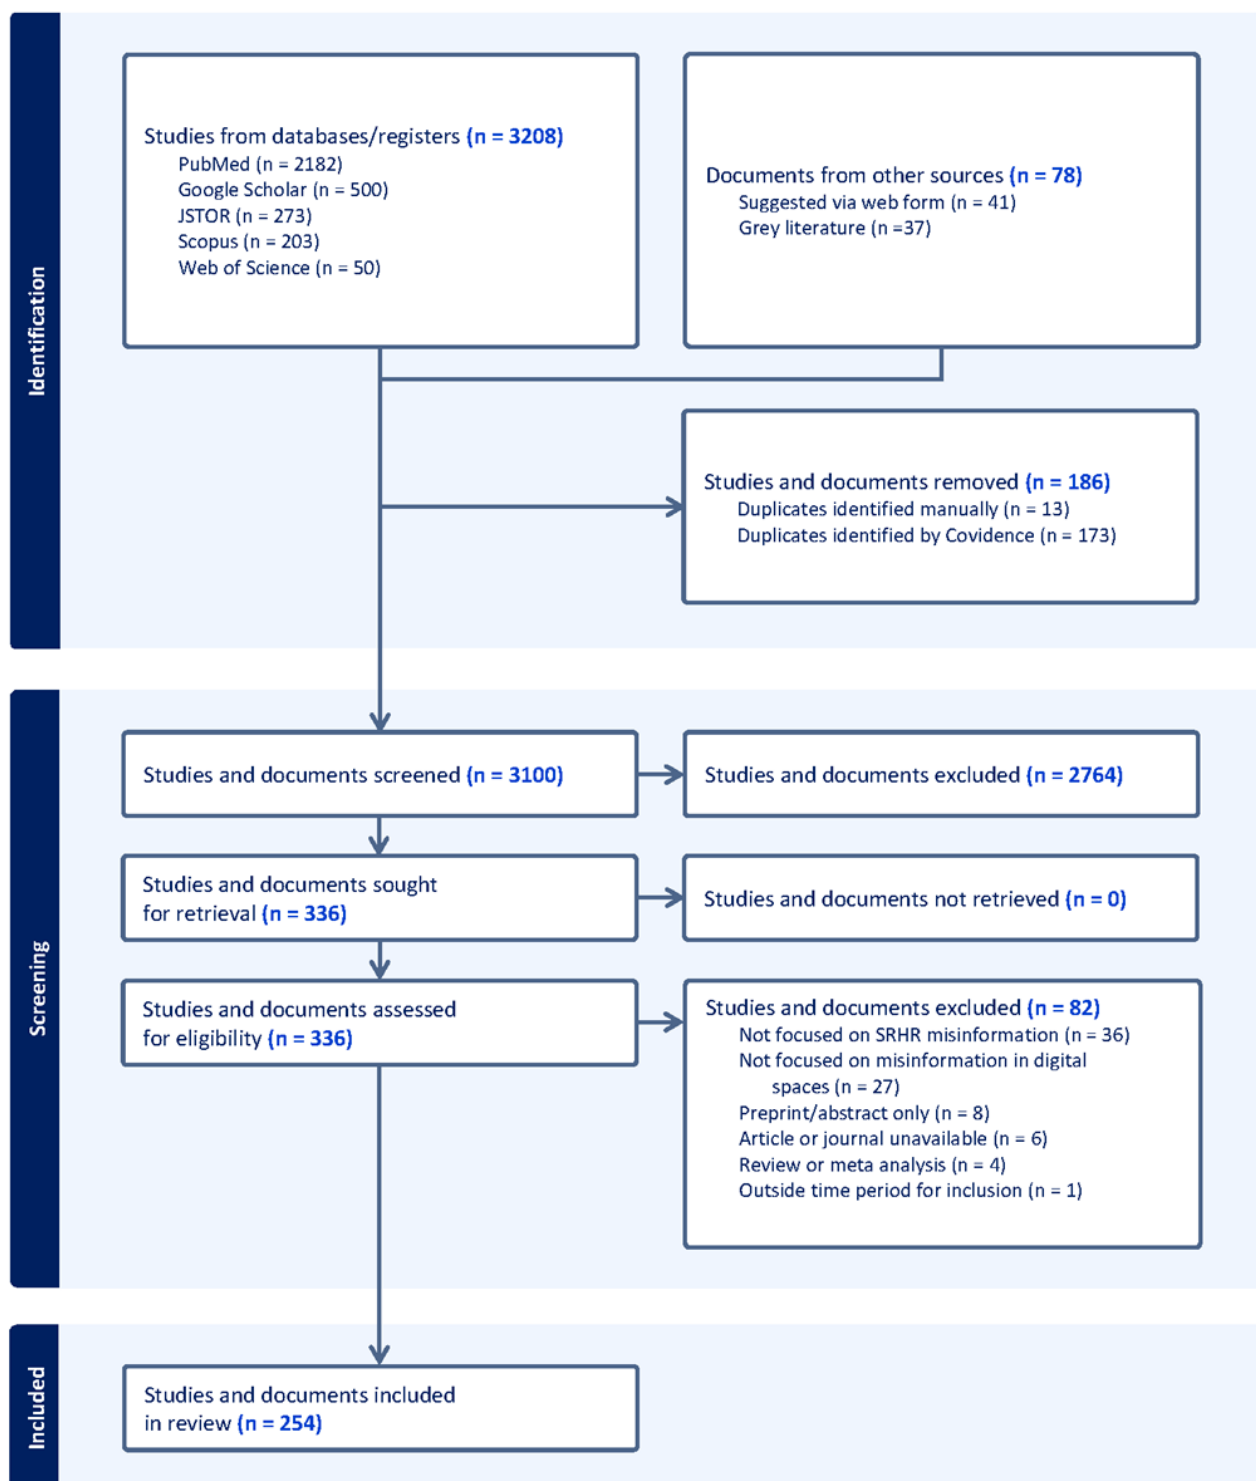 Identification
Studies from databases/registers (n = 3208)
PubMed (n = 2182)
Google Scholar (n = 500)
JSTOR (n = 273)
Scopus (n = 203)
Web of Science (n = 50)
Documents from other sources (n = 78)
Suggested via web form (n = 41)
Grey literature (n =37)
Studies and documents removed (n = 186)
Duplicates identified manually (n = 13)
Duplicates identified by Covidence (n = 173)
Screening
Studies and documents screened (n = 3100)
Studies and documents excluded (n = 2764)
Studies and documents sought
for retrieval (n = 336)
Studies and documents not retrieved (n = 0)
Studies and documents assessed
for eligibility (n = 336)
Studies and documents excluded (n = 82)
Not focused on SRHR misinformation (n = 36)
Not focused on misinformation in digital
spaces (n = 27)
Preprint/abstract only (n = 8)
Article or journal unavailable (n = 6)
Review or meta analysis (n = 4)
Outside time period for inclusion (n = 1)
Included
Studies and documents included
in review (n = 254)